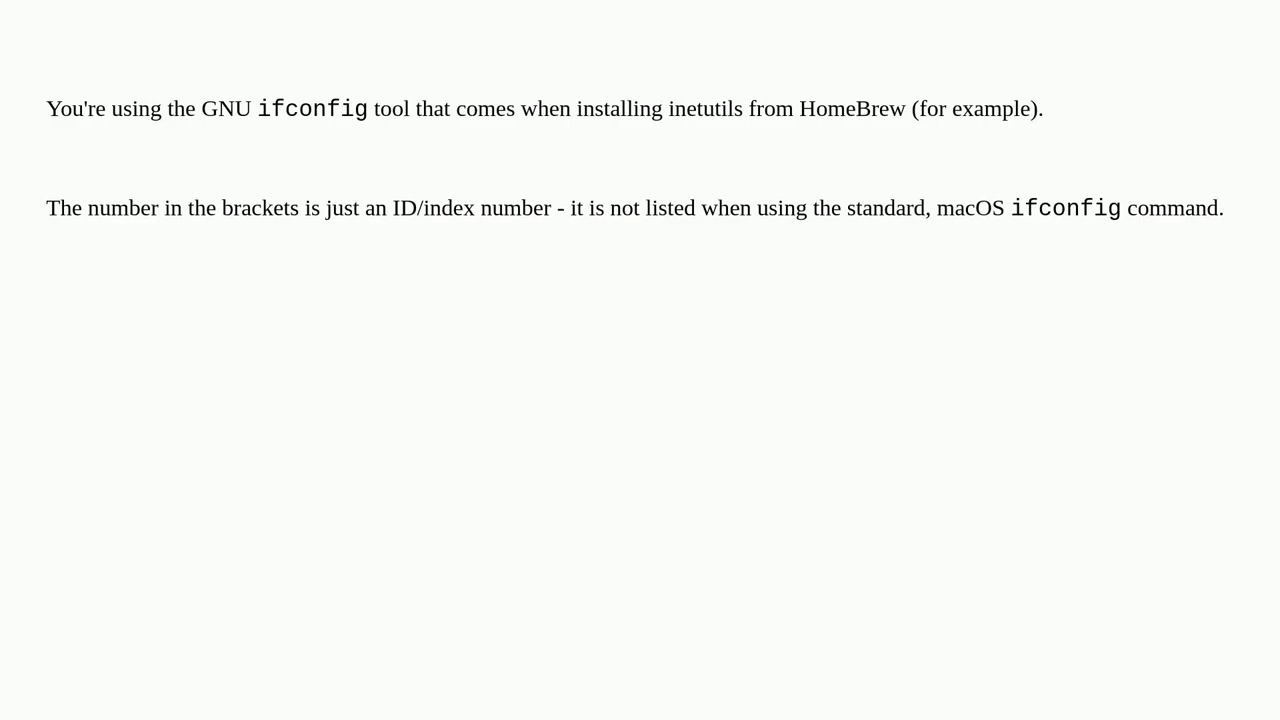 You're using the GNU ifconfig tool that comes when installing inetutils from HomeBrew (for example).
The number in the brackets is just an ID/index number - it is not listed when using the standard, macOS ifconfig command.